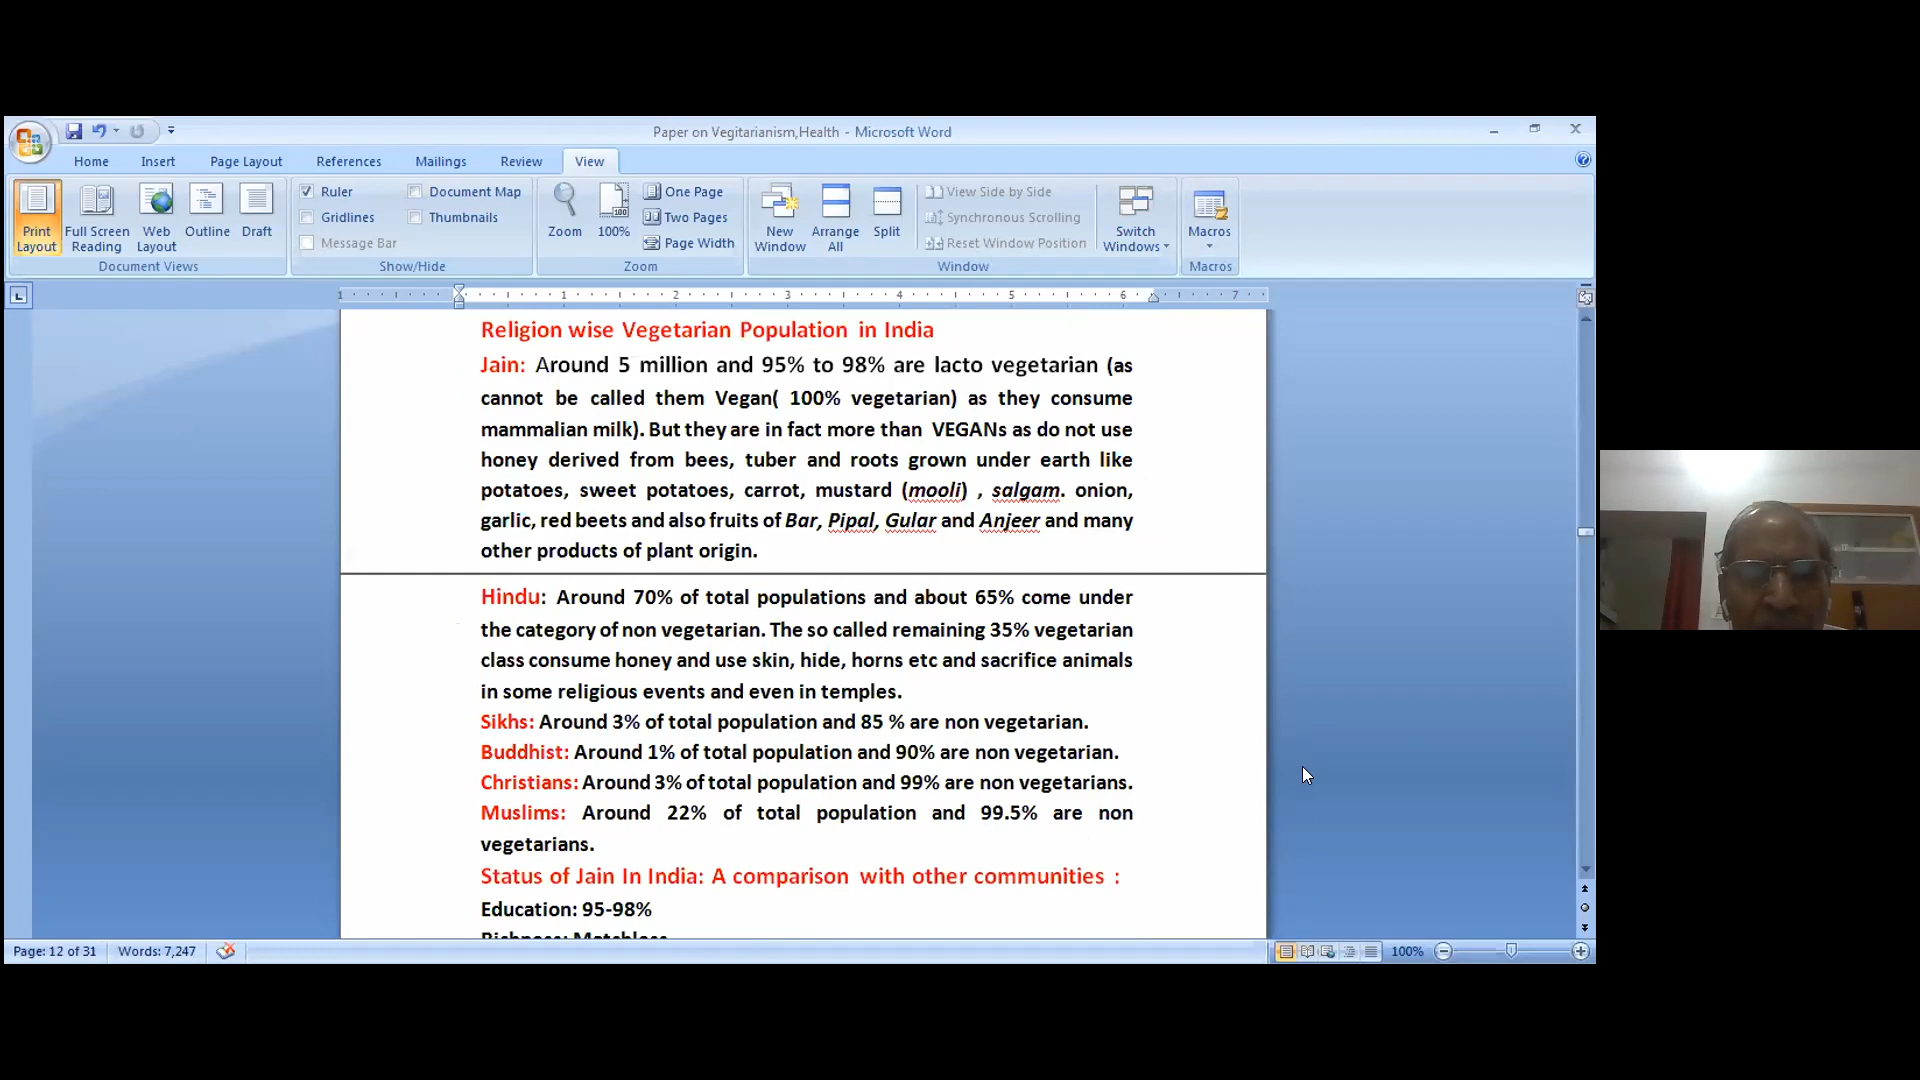 Paper on Vegitarianism,Health - Microsoft Word
Home Insert Page Layout References Mailings Review View
Print Layout
Full Screen Reading
Web Layout
Outline
Draft
Document Views
Ruler
Gridlines
Message Bar
Document Map
Thumbnails
Show/Hide
Zoom
100%
One Page
Two Pages
Page Width
Zoom
New Window
Arrange All
Split
View Side by Side
Synchronous Scrolling
Reset Window Position
Window
Switch Windows
Macros
Macros
1 1 2 3 4 5 6 7
Religion wise Vegetarian Population in India
Jain: Around 5 million and 95% to 98% are lacto vegetarian (as
cannot be called them Vegan( 100% vegetarian) as they consume
mammalian milk). But they are in fact more than VEGANs as do not use
honey derived from bees, tuber and roots grown under earth like
potatoes, sweet potatoes, carrot, mustard (mooli) , salgam. onion,
garlic, red beets and also fruits of Bar, Pipal, Gular and Anjeer and many
other products of plant origin.
Hindu: Around 70% of total populations and about 65% come under
the category of non vegetarian. The so called remaining 35% vegetarian
class consume honey and use skin, hide, horns etc and sacrifice animals
in some religious events and even in temples.
Sikhs: Around 3% of total population and 85 % are non vegetarian.
Buddhist: Around 1% of total population and 90% are non vegetarian.
Christians: Around 3% of total population and 99% are non vegetarians.
Muslims: Around 22% of total population and 99.5% are non
vegetarians.
Status of Jain In India: A comparison with other communities :
Education: 95-98%
Page: 12 of 31 Words: 7,247 100%